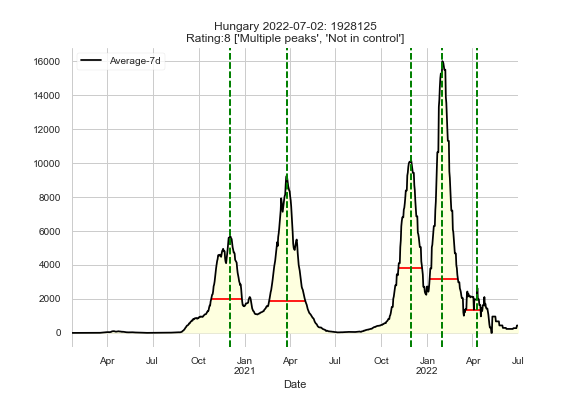 Hungary 2022-07-02: 1928125
Rating:8 ['Multiple peaks', 'Not in control']
Average-7d
16000
14000
12000
10000
8000
6000
4000
2000
0
Apr Jul Oct Jan Apr Jul Oct Jan Apr Jul
2021 2022
Date